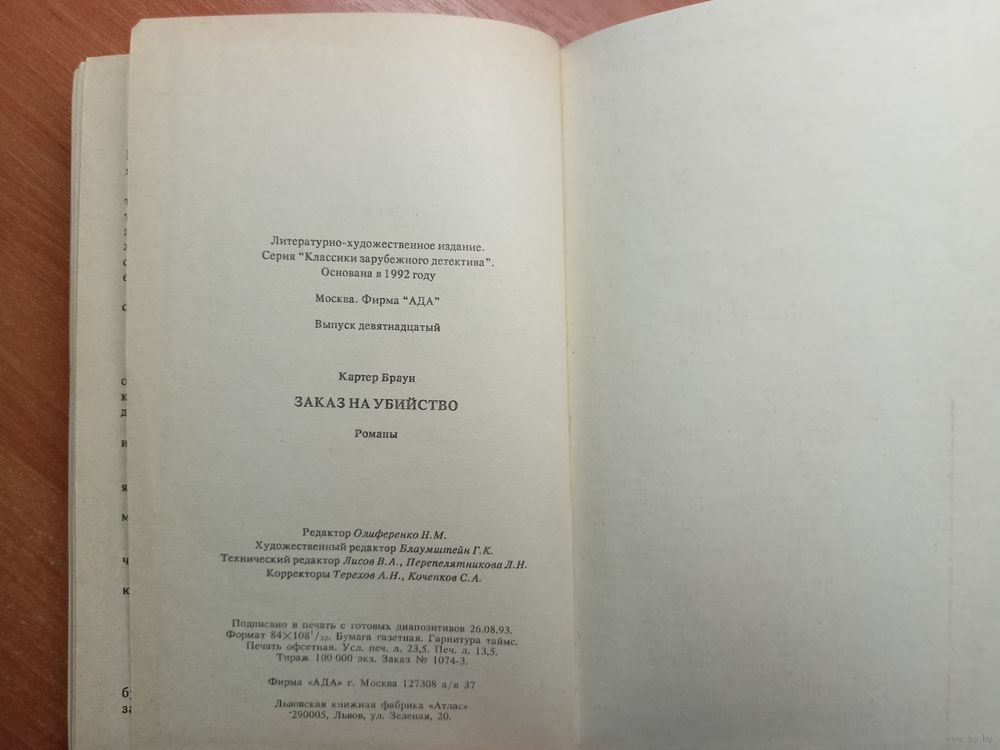 Литературно-художественное издание.
Серия "Классики зарубежного детектива".
Основана в 1992 году
Москва. Фирма "АДА"
Выпуск девятнадцатый
Картер Браун
ЗАКАЗ НА УБИЙСТВО
Романы
Редактор Олиференко Н.М.
Художественный редактор Блаумштейн Г.К.
Технический редактор Лисов В.А., Перепелятникова Л.Н.
Корректоры Терехов А.Н., Коченков С.А.
Подписано в печать с готовых диапозитивов 26.08.93.
Формат 84×108¹/₃₂. Бумага газетная. Гарнитура таймс.
Печать офсетная. Усл. печ. л. 23,5. Печ. л. 13,5.
Тираж 100 000 экз. Заказ № 1074-3.
Фирма «АДА» г. Москва 127308 а/я 37
Львовская книжная фабрика «Атлас»
290005, Львов, ул. Зеленая, 20.
www.ay.by